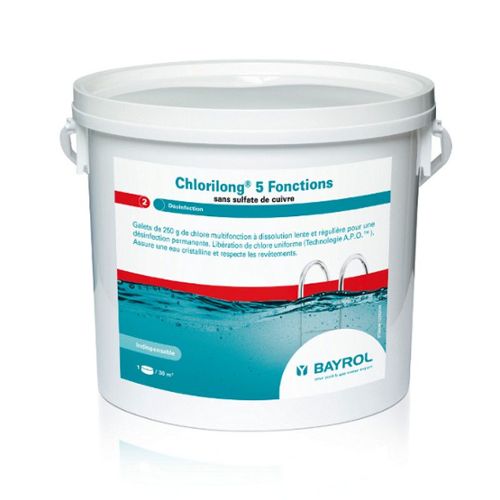 Chlorilong® 5 Fonctions
sans sulfate de cuivre
2 Désinfection
Galets de 250 g de chlore multifonction à dissolution lente et régulière pour une
désinfection permanente. Libération de chlore uniforme (Technologie A.P.O.™).
Assure une eau cristalline et respecte les revêtements.
Indispensable
1 / 30 m³
BAYROL